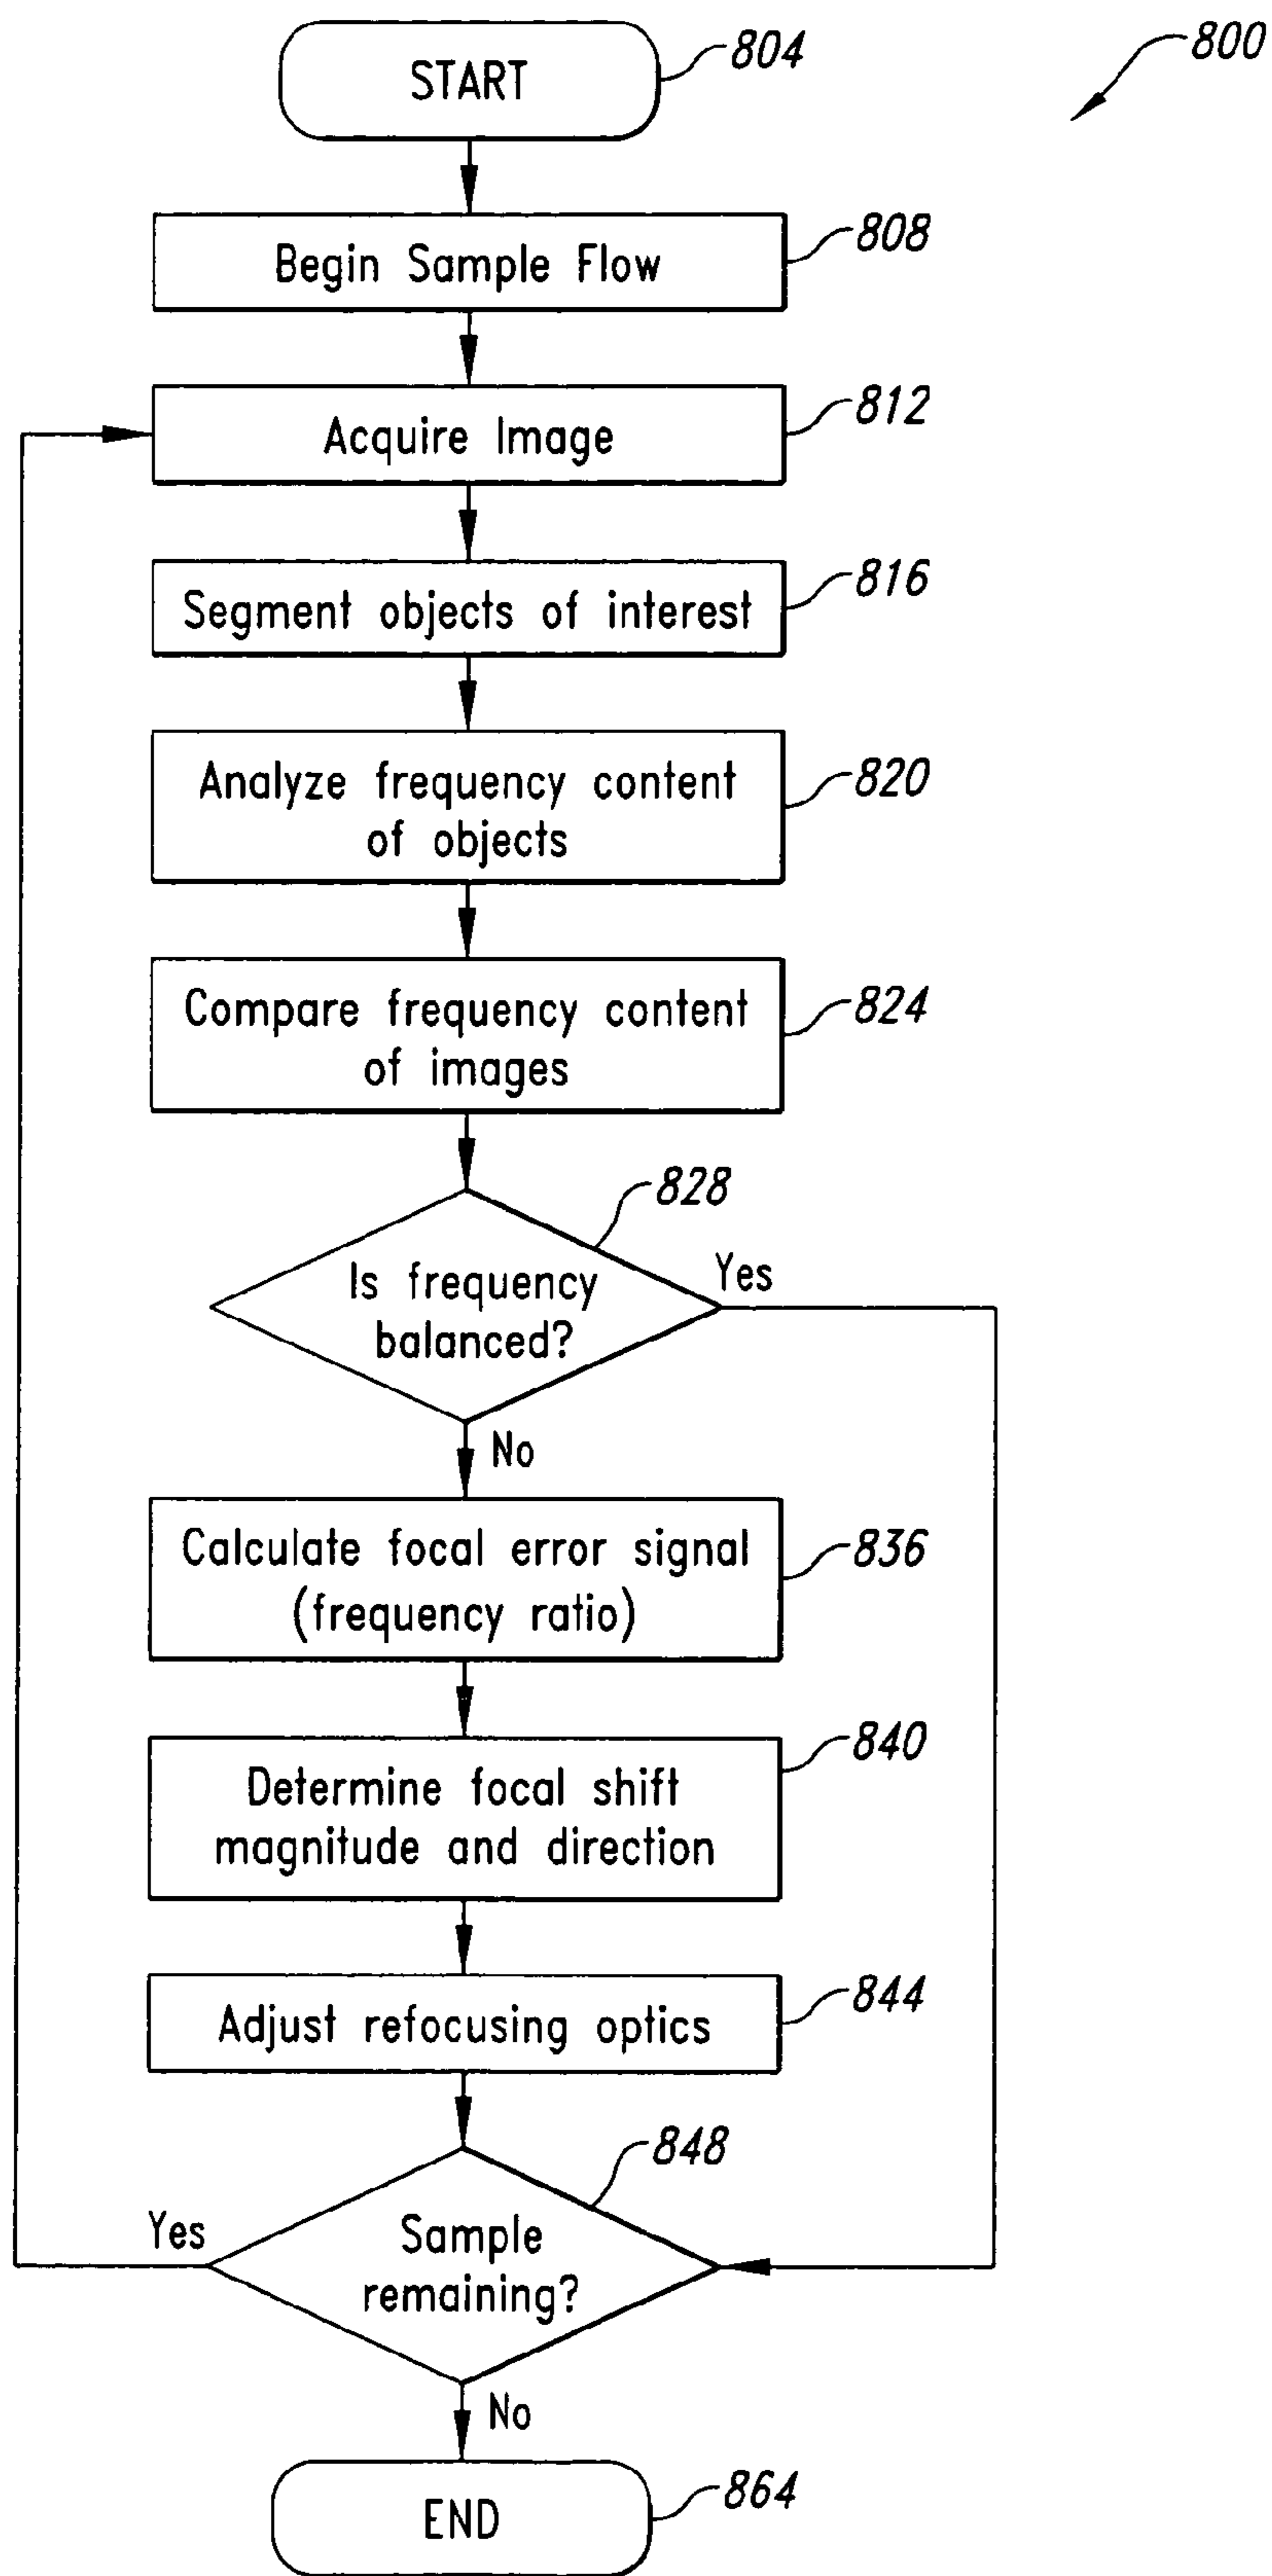 800
START
804
Begin Sample Flow
808
Acquire Image
812
Segment objects of interest
816
Analyze frequency content
of objects
820
Compare frequency content
of images
824
828
Is frequency
balanced?
Yes
No
Calculate focal error signal
(frequency ratio)
836
Determine focal shift
magnitude and direction
840
Adjust refocusing optics
844
848
Sample
remaining?
Yes
No
END
864